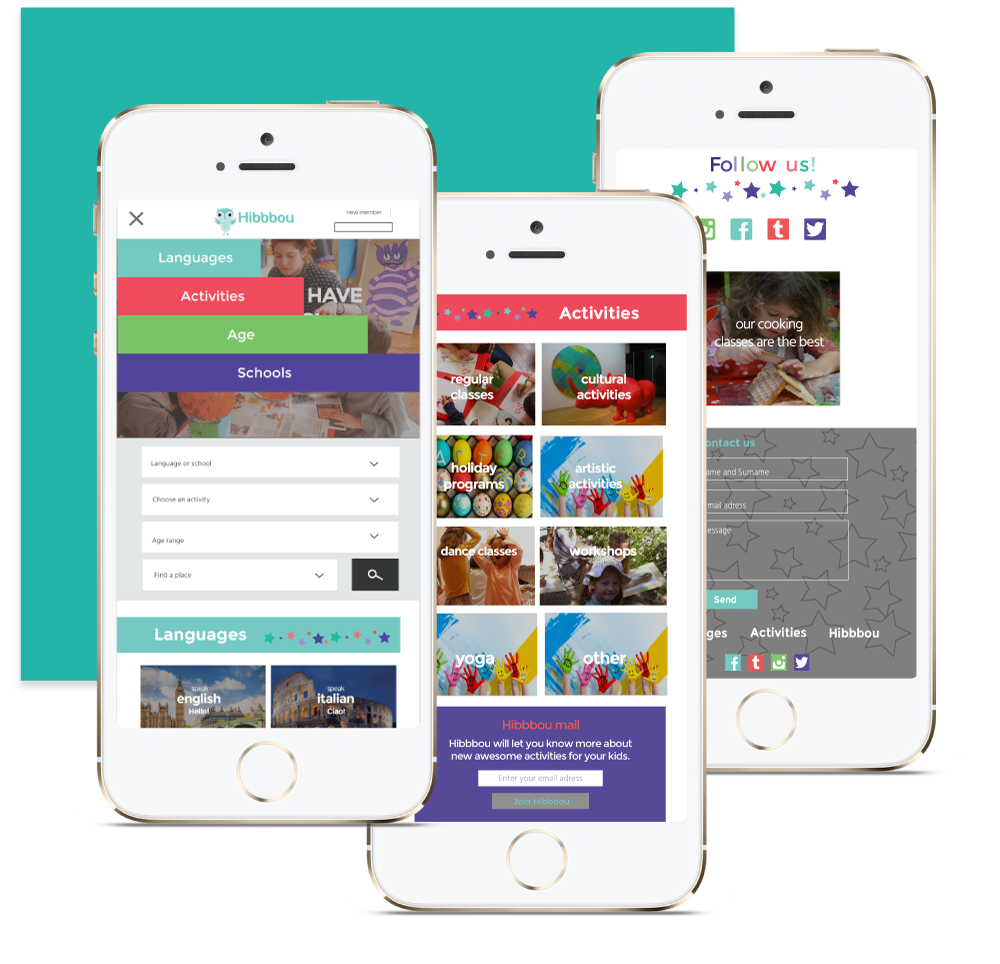 Hibbbou
new member
Languages
Activities
Age
Schools
HAVE
Language or school
Choose an activity
Age range
Find a place
Languages
speak
english
Hello!
speak
italian
Ciao!
Activities
regular
classes
cultural
activities
holiday
programs
artistic
activities
dance classes
workshops
yoga
other
Hibbbou mail
Hibbbou will let you know more about
new awesome activities for your kids.
Enter your email adress
Join Hibbbou
Follow us!
our cooking
classes are the best
ontact us
ame and Surname
mail adress
essage
Send
ges Activities Hibbbou